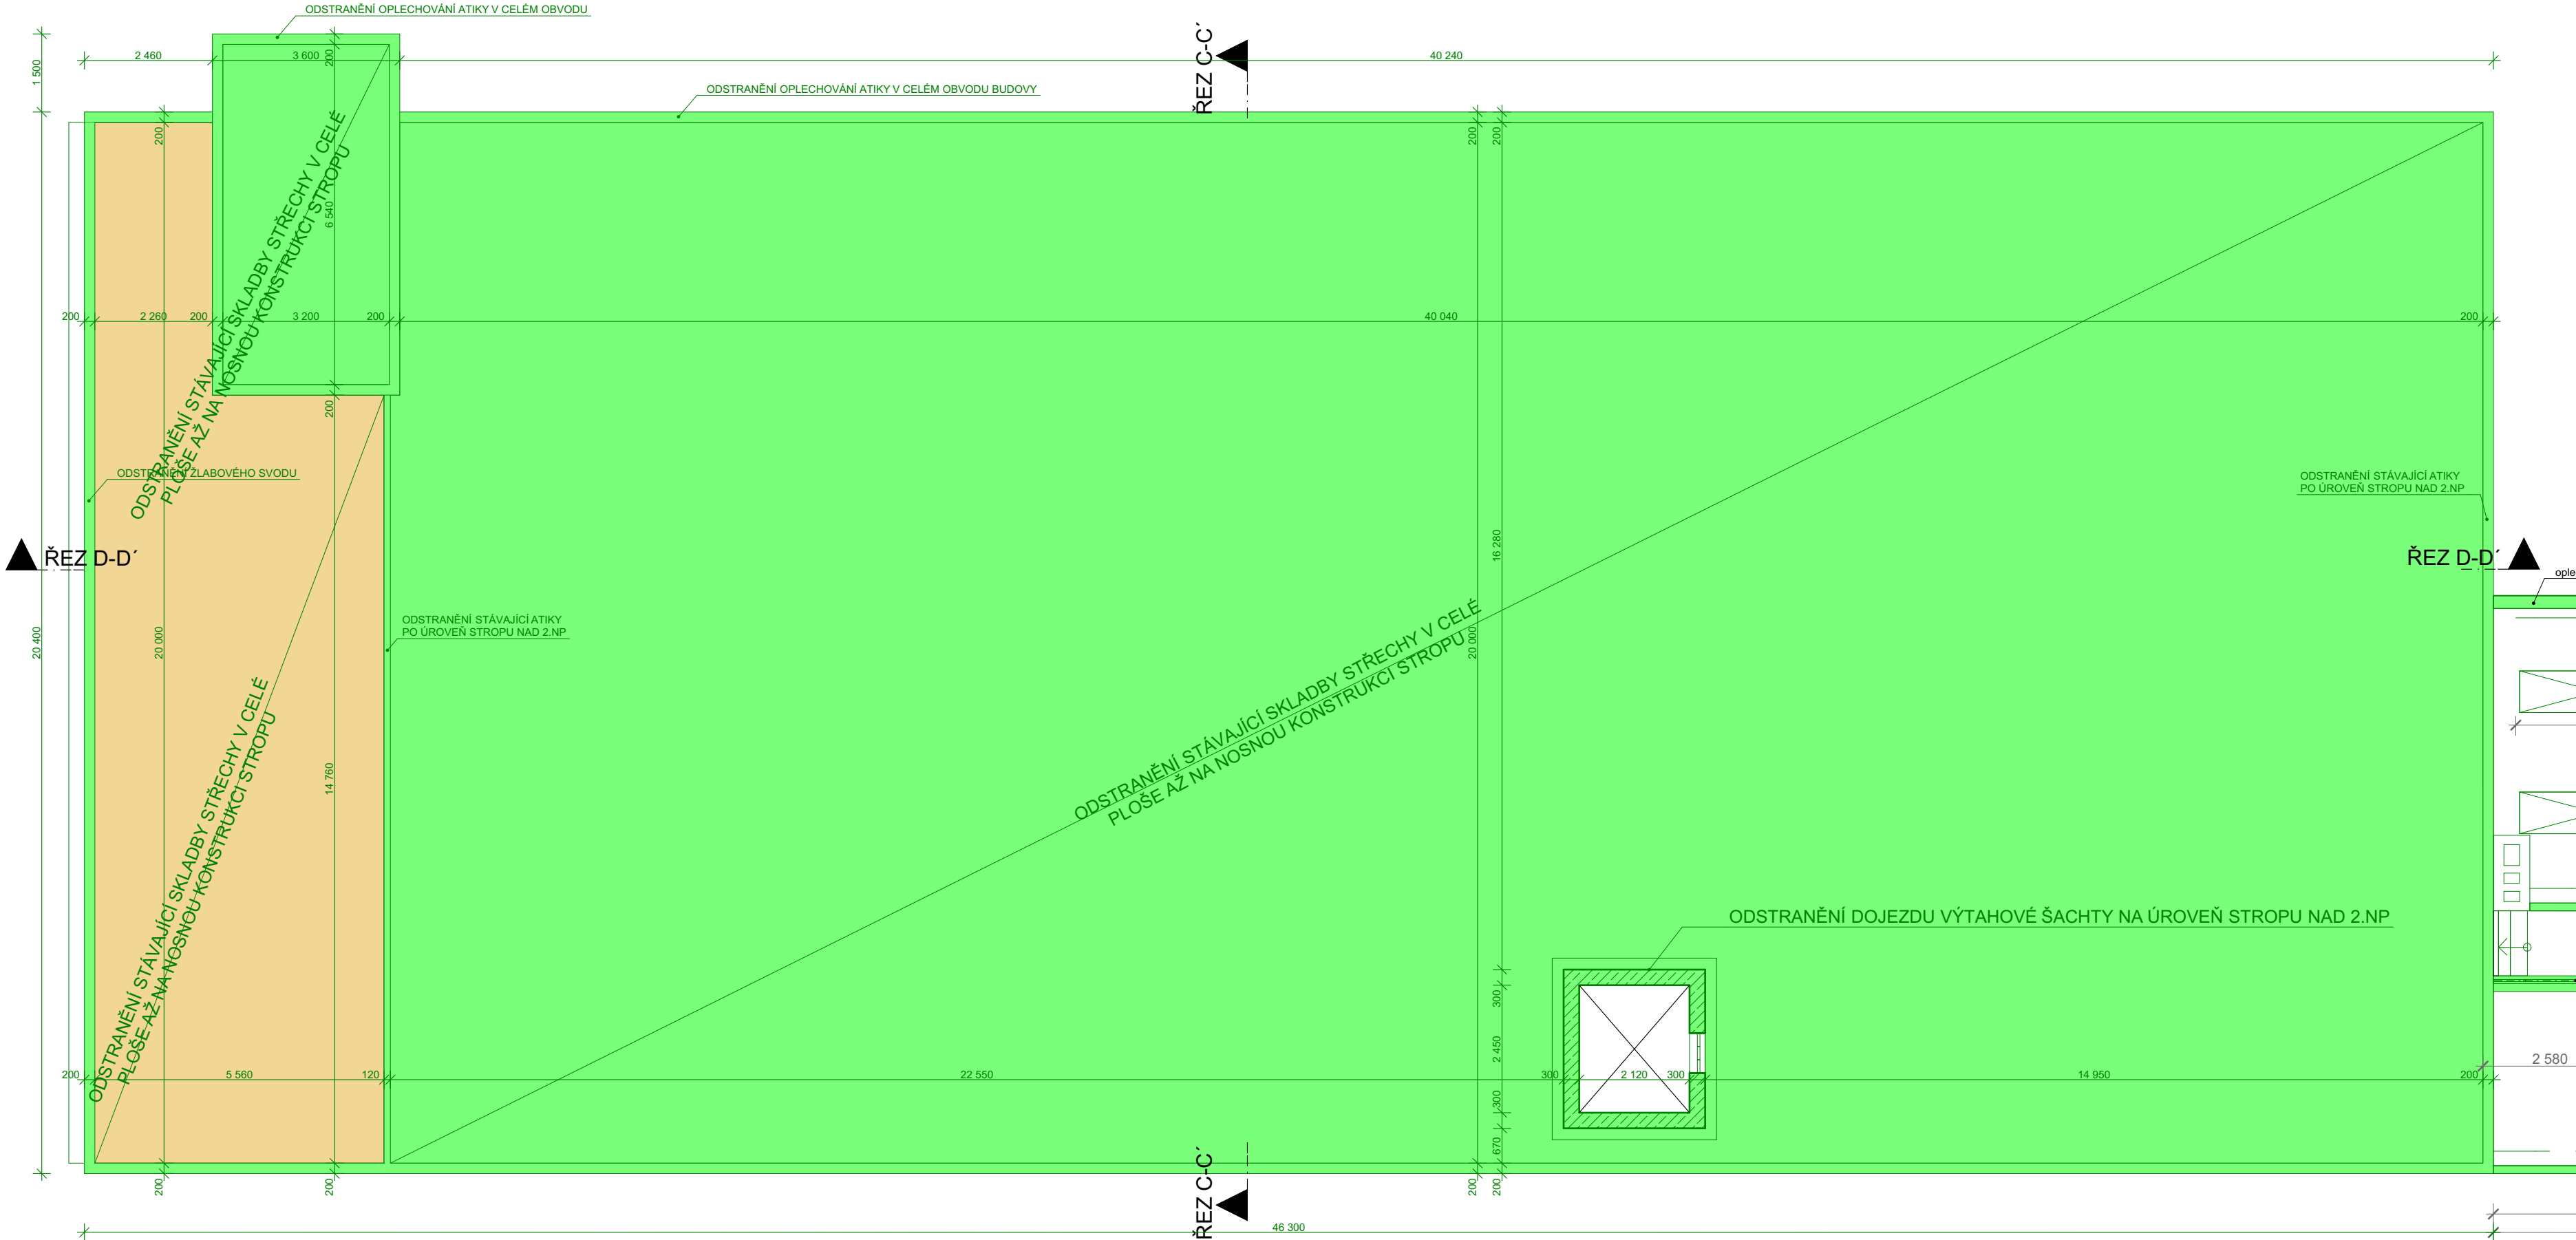 ODSTRANĚNÍ OPLECHOVÁNÍ ATIKY V CELÉM OBVODU
ŘEZ C-C´
2 460
3 600
200
40 240
1 500
ODSTRANĚNÍ OPLECHOVÁNÍ ATIKY V CELÉM OBVODU BUDOVY
200
200
200
ODSTRANĚNÍ STÁVAJÍCÍ SKLADBY STŘECHY V CELÉ
PLOŠE AŽ NA NOSNOU KONSTRUKCI STROPU
6 540
200
2 260
200
3 200
200
40 040
200
200
ODSTRANĚNÍ ŽLABOVÉHO SVODU
ODSTRANĚNÍ STÁVAJÍCÍ ATIKY
PO ÚROVEŇ STROPU NAD 2.NP
ŘEZ D-D´
16 280
ŘEZ D-D´
ople
20 400
20 000
ODSTRANĚNÍ STÁVAJÍCÍ ATIKY
PO ÚROVEŇ STROPU NAD 2.NP
20 000
ODSTRANĚNÍ STÁVAJÍCÍ SKLADBY STŘECHY V CELÉ
PLOŠE AŽ NA NOSNOU KONSTRUKCI STROPU
14 760
ODSTRANĚNÍ STÁVAJÍCÍ SKLADBY STŘECHY V CELÉ
PLOŠE AŽ NA NOSNOU KONSTRUKCI STROPU
ODSTRANĚNÍ DOJEZDU VÝTAHOVÉ ŠACHTY NA ÚROVEŇ STROPU NAD 2.NP
300
2 450
2 580
200
5 560
120
22 550
300
2 120
300
14 950
200
300
670
ŘEZ C-C´
200
200
200
200
46 300